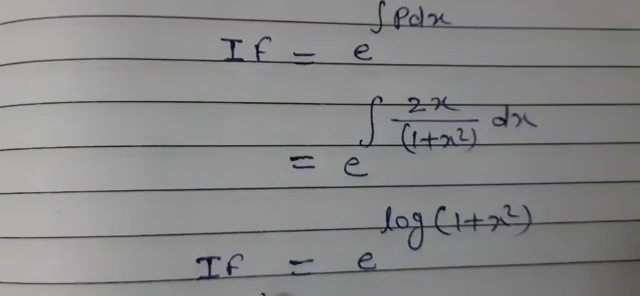 If = e^∫Pdx
= e^∫ 2x/(1+x²) dx
If = e^log(1+x²)